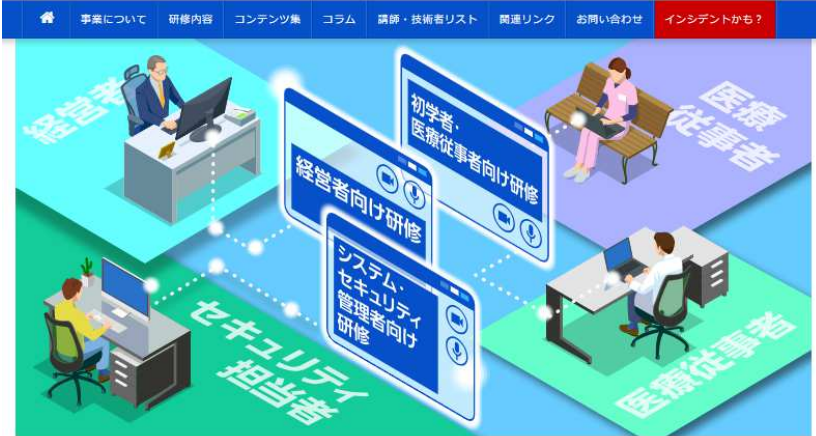 事業について 研修内容 コンテンツ集 コラム 講師・技術者リスト 関連リンク お問い合わせ インシデントかも？
経営者
医療
従事者
初学者・
医療従事者向け研修
経営者向け研修
システム・
セキュリティ
管理者向け
研修
セキュリティ
担当者
医療従事者